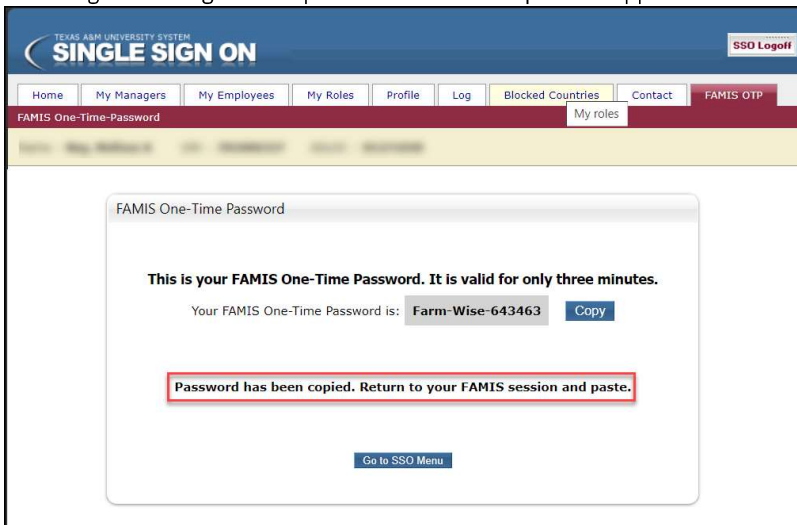 TEXAS A&M UNIVERSITY SYSTEM
SINGLE SIGN ON
SSO Logoff
Home My Managers My Employees My Roles Profile Log Blocked Countries Contact FAMIS OTP
My roles
FAMIS One-Time-Password
FAMIS One-Time Password
This is your FAMIS One-Time Password. It is valid for only three minutes.
Your FAMIS One-Time Password is: Farm-Wise-643463 Copy
Password has been copied. Return to your FAMIS session and paste.
Go to SSO Menu